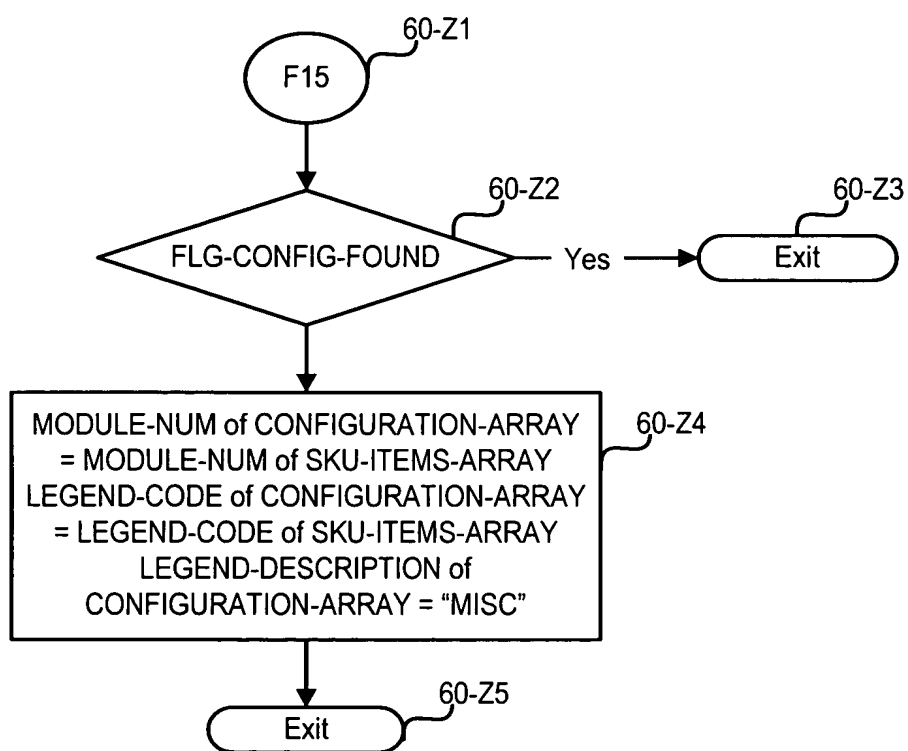 60-Z1
F15
60-Z2
60-Z3
FLG-CONFIG-FOUND
Yes
Exit
MODULE-NUM of CONFIGURATION-ARRAY
= MODULE-NUM of SKU-ITEMS-ARRAY
LEGEND-CODE of CONFIGURATION-ARRAY
= LEGEND-CODE of SKU-ITEMS-ARRAY
LEGEND-DESCRIPTION of
CONFIGURATION-ARRAY = “MISC”
60-Z4
60-Z5
Exit